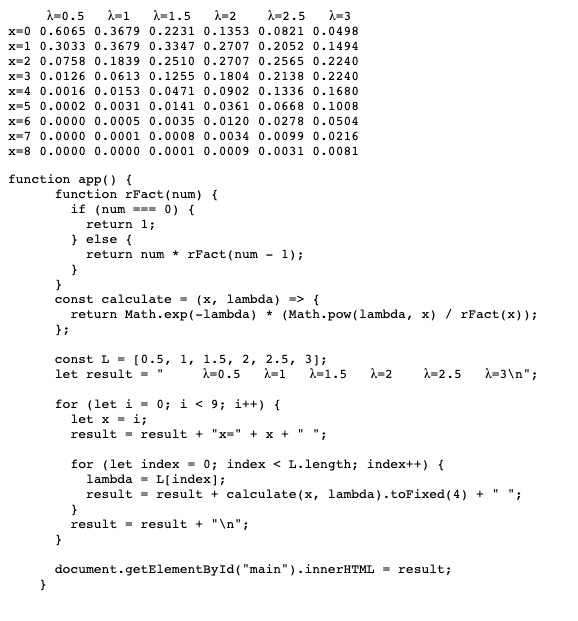 λ=0.5  λ=1  λ=1.5  λ=2   λ=2.5  λ=3
x=0 0.6065 0.3679 0.2231 0.1353 0.0821 0.0498
x=1 0.3033 0.3679 0.3347 0.2707 0.2052 0.1494
x=2 0.0758 0.1839 0.2510 0.2707 0.2565 0.2240
x=3 0.0126 0.0613 0.1255 0.1804 0.2138 0.2240
x=4 0.0016 0.0153 0.0471 0.0902 0.1336 0.1680
x=5 0.0002 0.0031 0.0141 0.0361 0.0668 0.1008
x=6 0.0000 0.0005 0.0035 0.0120 0.0278 0.0504
x=7 0.0000 0.0001 0.0008 0.0034 0.0099 0.0216
x=8 0.0000 0.0000 0.0001 0.0009 0.0031 0.0081
function app() {
      function rFact(num) {
        if (num === 0) {
          return 1;
        } else {
          return num * rFact(num - 1);
        }
      }
      const calculate = (x, lambda) => {
        return Math.exp(-lambda) * (Math.pow(lambda, x) / rFact(x));
      };
      const L = [0.5, 1, 1.5, 2, 2.5, 3];
      let result = "     λ=0.5   λ=1   λ=1.5   λ=2    λ=2.5   λ=3\n";
      for (let i = 0; i < 9; i++) {
        let x = i;
        result = result + "x=" + x + " ";
        for (let index = 0; index < L.length; index++) {
          lambda = L[index];
          result = result + calculate(x, lambda).toFixed(4) + " ";
        }
        result = result + "\n";
      }
      document.getElementById("main").innerHTML = result;
    }